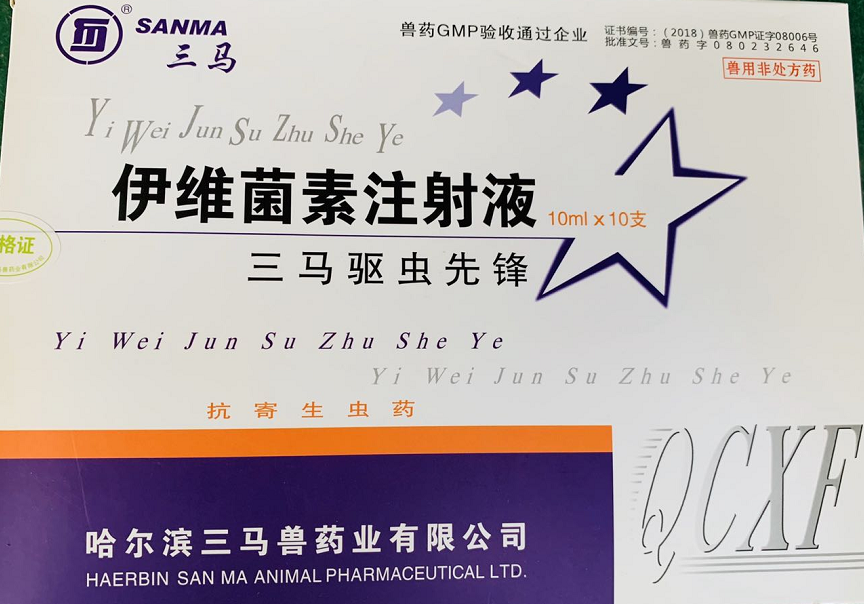 SANMA
三马
兽药GMP验收通过企业
证书编号：（2018）兽药GMP证字08006号
批准文号：兽药字080232646
兽用非处方药
Yi Wei Jun Su Zhu She Ye
伊维菌素注射液
10ml x 10支
格证
三马驱虫先锋
Yi Wei Jun Su Zhu She Ye
Yi Wei Jun Su Zhu She Ye
抗寄生虫药
QCXF
哈尔滨三马兽药业有限公司
HAERBIN SAN MA ANIMAL PHARMACEUTICAL LTD.